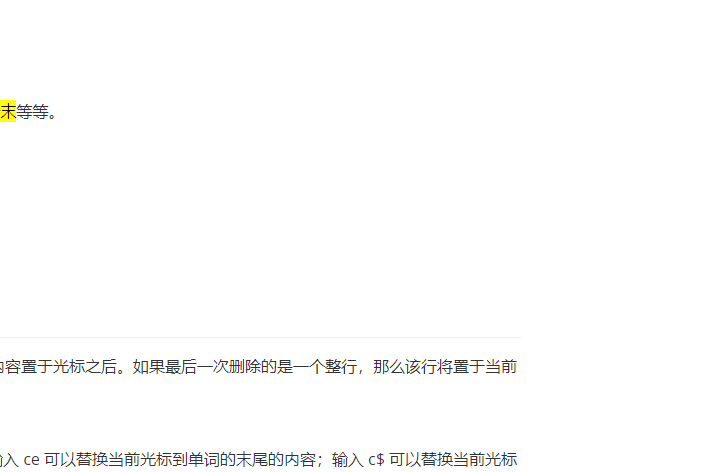 末等等。
内容置于光标之后。如果最后一次删除的是一个整行，那么该行将置于当前
输入 ce 可以替换当前光标到单词的末尾的内容；输入 c$ 可以替换当前光标